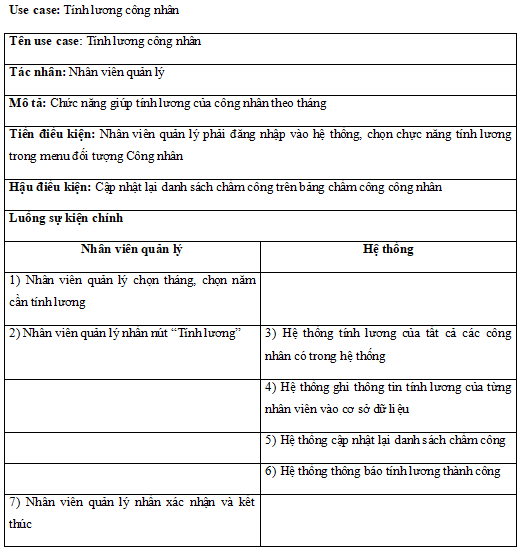 Use case: Tính lương công nhân
Tên use case: Tính lương công nhân
Tác nhân: Nhân viên quản lý
Mô tả: Chức năng giúp tính lương của công nhân theo tháng
Tiền điều kiện: Nhân viên quản lý phải đăng nhập vào hệ thống, chọn chực năng tính lương
trong menu đối tượng Công nhân
Hậu điều kiện: Cập nhật lại danh sách chấm công trên bảng chấm công công nhân
Luồng sự kiện chính
Nhân viên quản lý
Hệ thống
1) Nhân viên quản lý chọn tháng, chọn năm
cần tính lương
2) Nhân viên quản lý nhấn nút “Tính lương”
3) Hệ thống tính lương của tất cả các công
nhân có trong hệ thống
4) Hệ thống ghi thông tin tính lương của từng
nhân viên vào cơ sở dữ liệu
5) Hệ thống cập nhật lại danh sách chấm công
6) Hệ thống thông báo tính lương thành công
7) Nhân viên quản lý nhấn xác nhận và kết
thúc